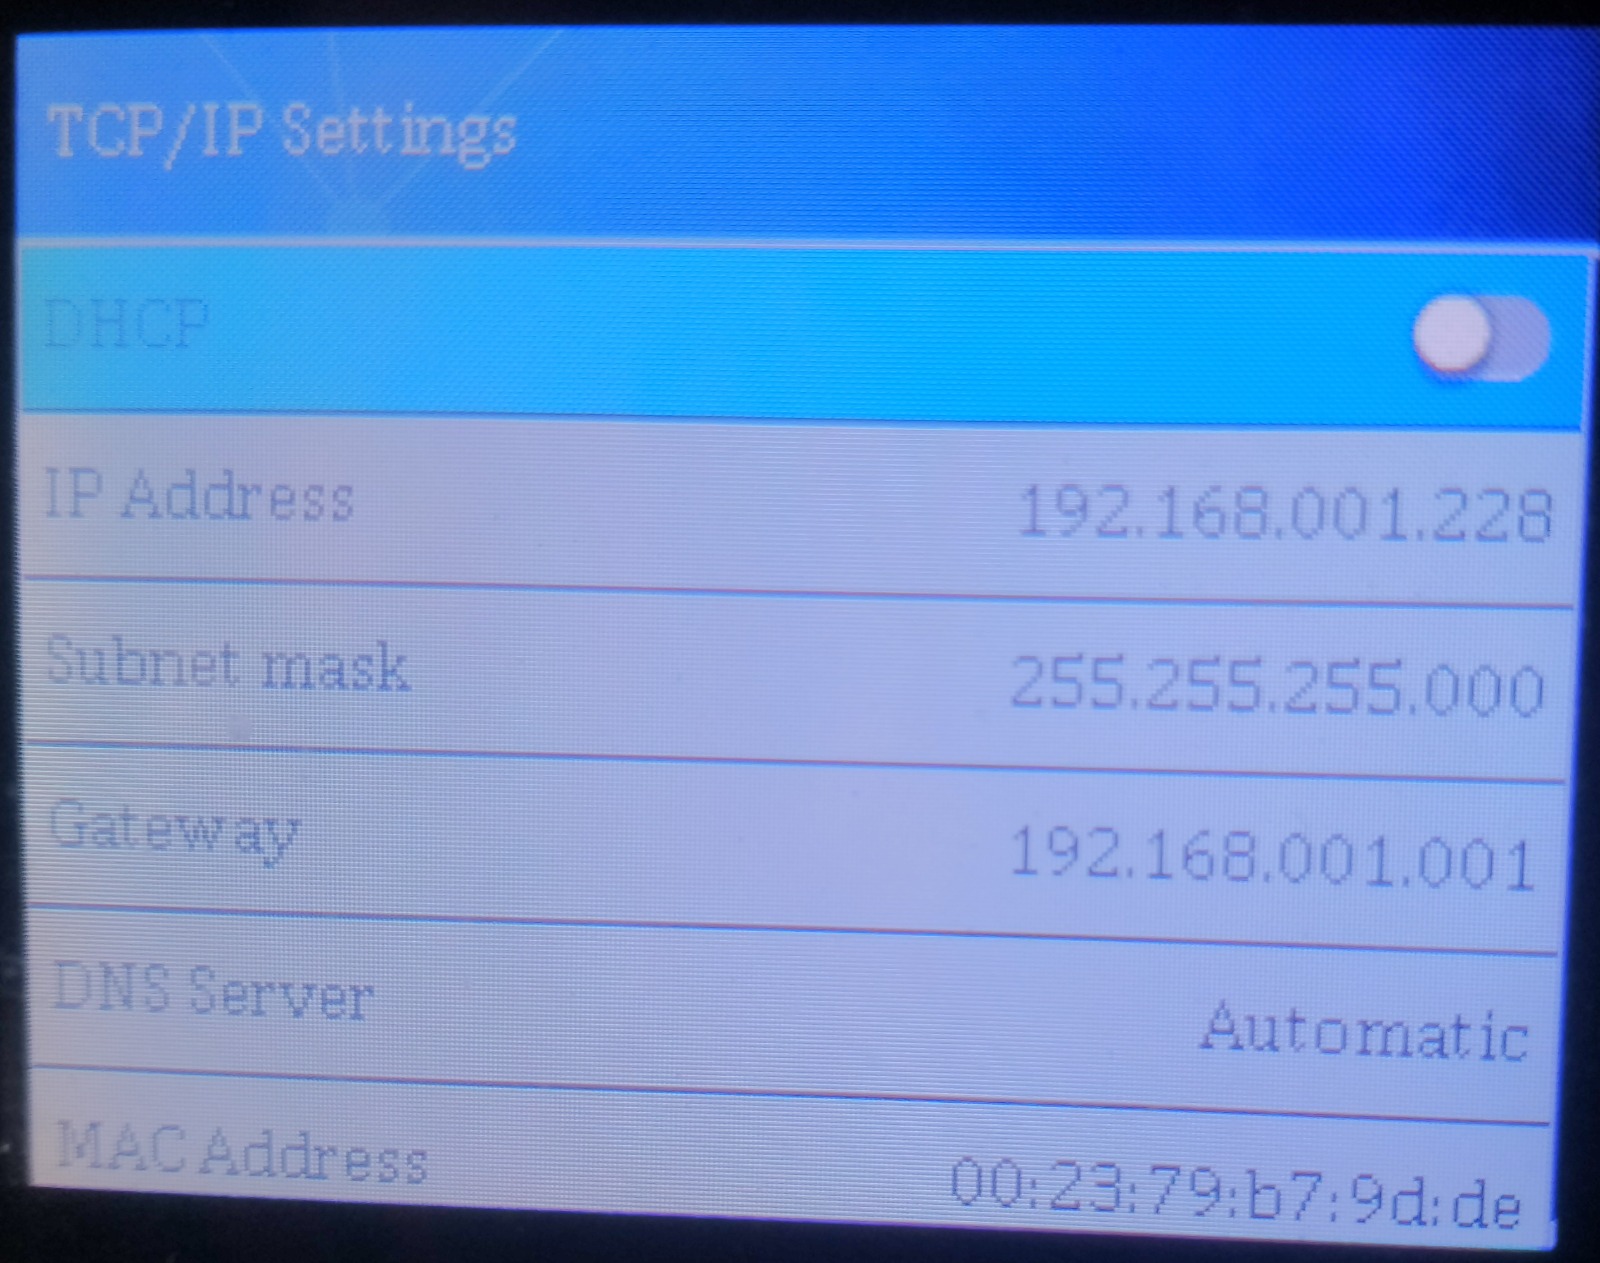 TCP/IP Settings
DHCP
IP Address 192.168.001.228
Subnet mask 255.255.255.000
Gateway 192.168.001.001
DNS Server Automatic
MAC Address 00:23:79:b7:9d:de